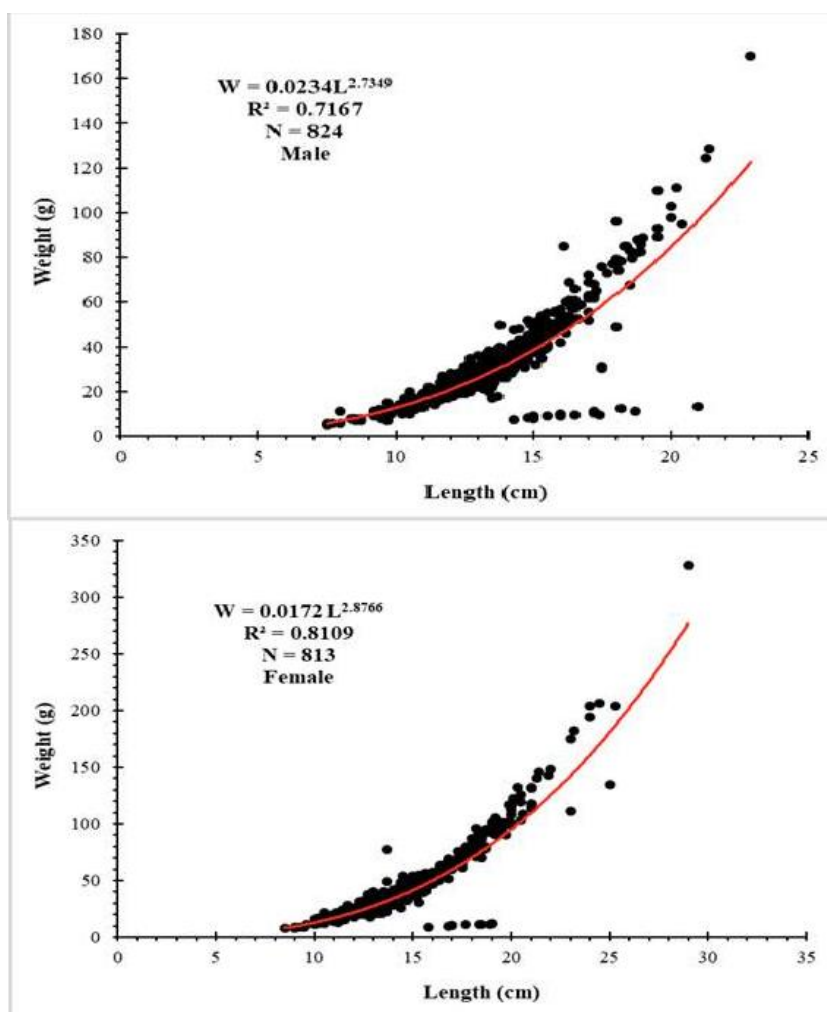 180
160
140
120
100
80
60
40
20
0
Weight (g)
W = 0.0234L^2.7349
R² = 0.7167
N = 824
Male
0 5 10 15 20 25
Length (cm)
350
300
250
200
150
100
50
0
Weight (g)
W = 0.0172 L^2.8766
R² = 0.8109
N = 813
Female
0 5 10 15 20 25 30 35
Length (cm)